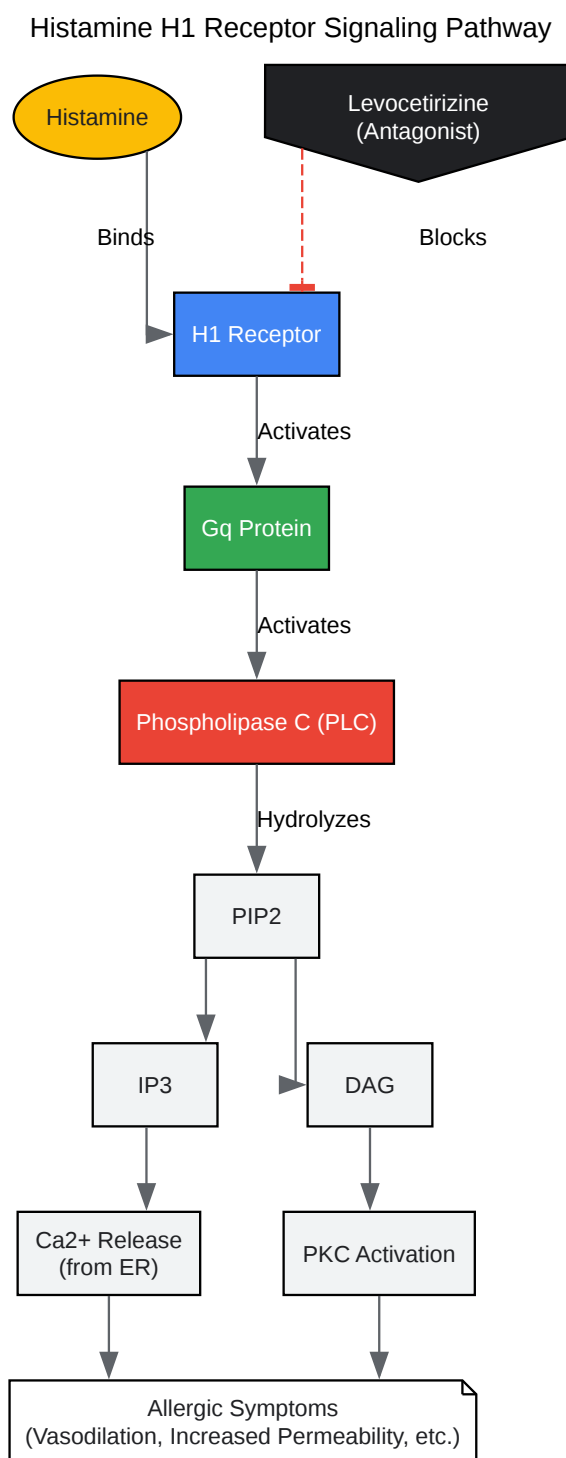 Histamine H1 Receptor Signaling Pathway
Histamine
Levocetirizine
(Antagonist)
Binds
Blocks
H1 Receptor
Activates
Gq Protein
Activates
Phospholipase C (PLC)
Hydrolyzes
PIP2
IP3
DAG
Ca2+ Release
(from ER)
PKC Activation
Allergic Symptoms
(Vasodilation, Increased Permeability, etc.)